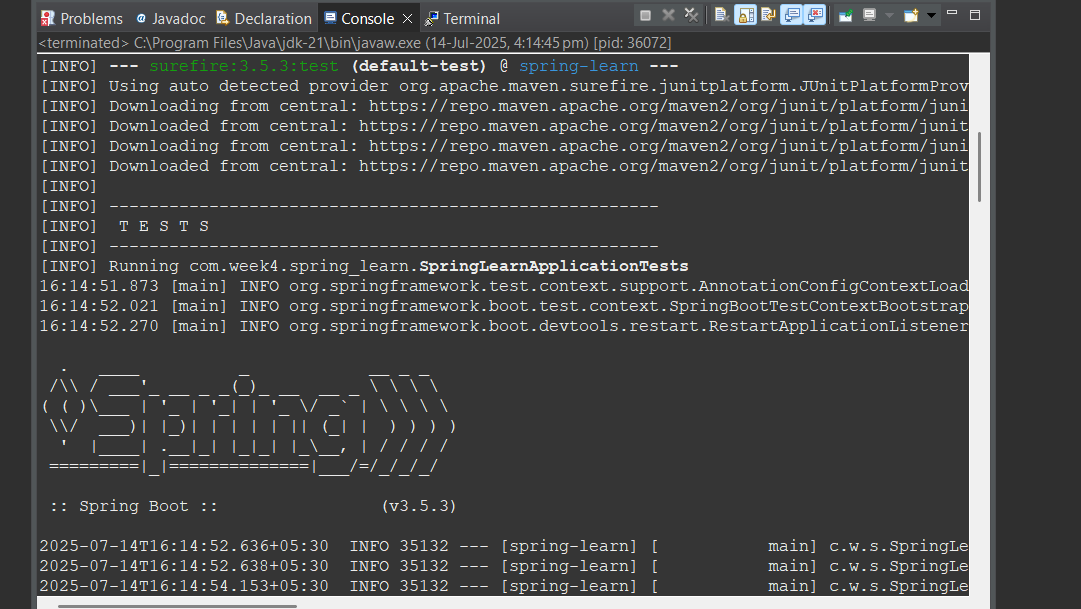 Problems @ Javadoc Declaration Console Terminal
<terminated> C:\Program Files\Java\jdk-21\bin\javaw.exe (14-Jul-2025, 4:14:45 pm) [pid: 36072]
[INFO] --- surefire:3.5.3:test (default-test) @ spring-learn ---
[INFO] Using auto detected provider org.apache.maven.surefire.junitplatform.JUnitPlatformProv
[INFO] Downloading from central: https://repo.maven.apache.org/maven2/org/junit/platform/juni
[INFO] Downloaded from central: https://repo.maven.apache.org/maven2/org/junit/platform/junit
[INFO] Downloading from central: https://repo.maven.apache.org/maven2/org/junit/platform/juni
[INFO] Downloaded from central: https://repo.maven.apache.org/maven2/org/junit/platform/junit
[INFO]
[INFO] -------------------------------------------------------
[INFO]  T E S T S
[INFO] -------------------------------------------------------
[INFO] Running com.week4.spring_learn.SpringLearnApplicationTests
16:14:51.873 [main] INFO org.springframework.test.context.support.AnnotationConfigContextLoad
16:14:52.021 [main] INFO org.springframework.boot.test.context.SpringBootTestContextBootstrap
16:14:52.270 [main] INFO org.springframework.boot.devtools.restart.RestartApplicationListener
  .   ____          _            __ _ _
 /\\ / ___'_ __ _ _(_)_ __  __ _ \ \ \ \
( ( )\___ | '_ | '_| | '_ \/ _` | \ \ \ \
 \\/  ___)| |_)| | | | | || (_| |  ) ) ) )
  '  |____| .__|_| |_|_| |_\__, | / / / /
 =========|_|==============|___/=/_/_/_/
 :: Spring Boot ::                (v3.5.3)
2025-07-14T16:14:52.636+05:30  INFO 35132 --- [spring-learn] [           main] c.w.s.SpringLe
2025-07-14T16:14:52.638+05:30  INFO 35132 --- [spring-learn] [           main] c.w.s.SpringLe
2025-07-14T16:14:54.153+05:30  INFO 35132 --- [spring-learn] [           main] c.w.s.SpringLe